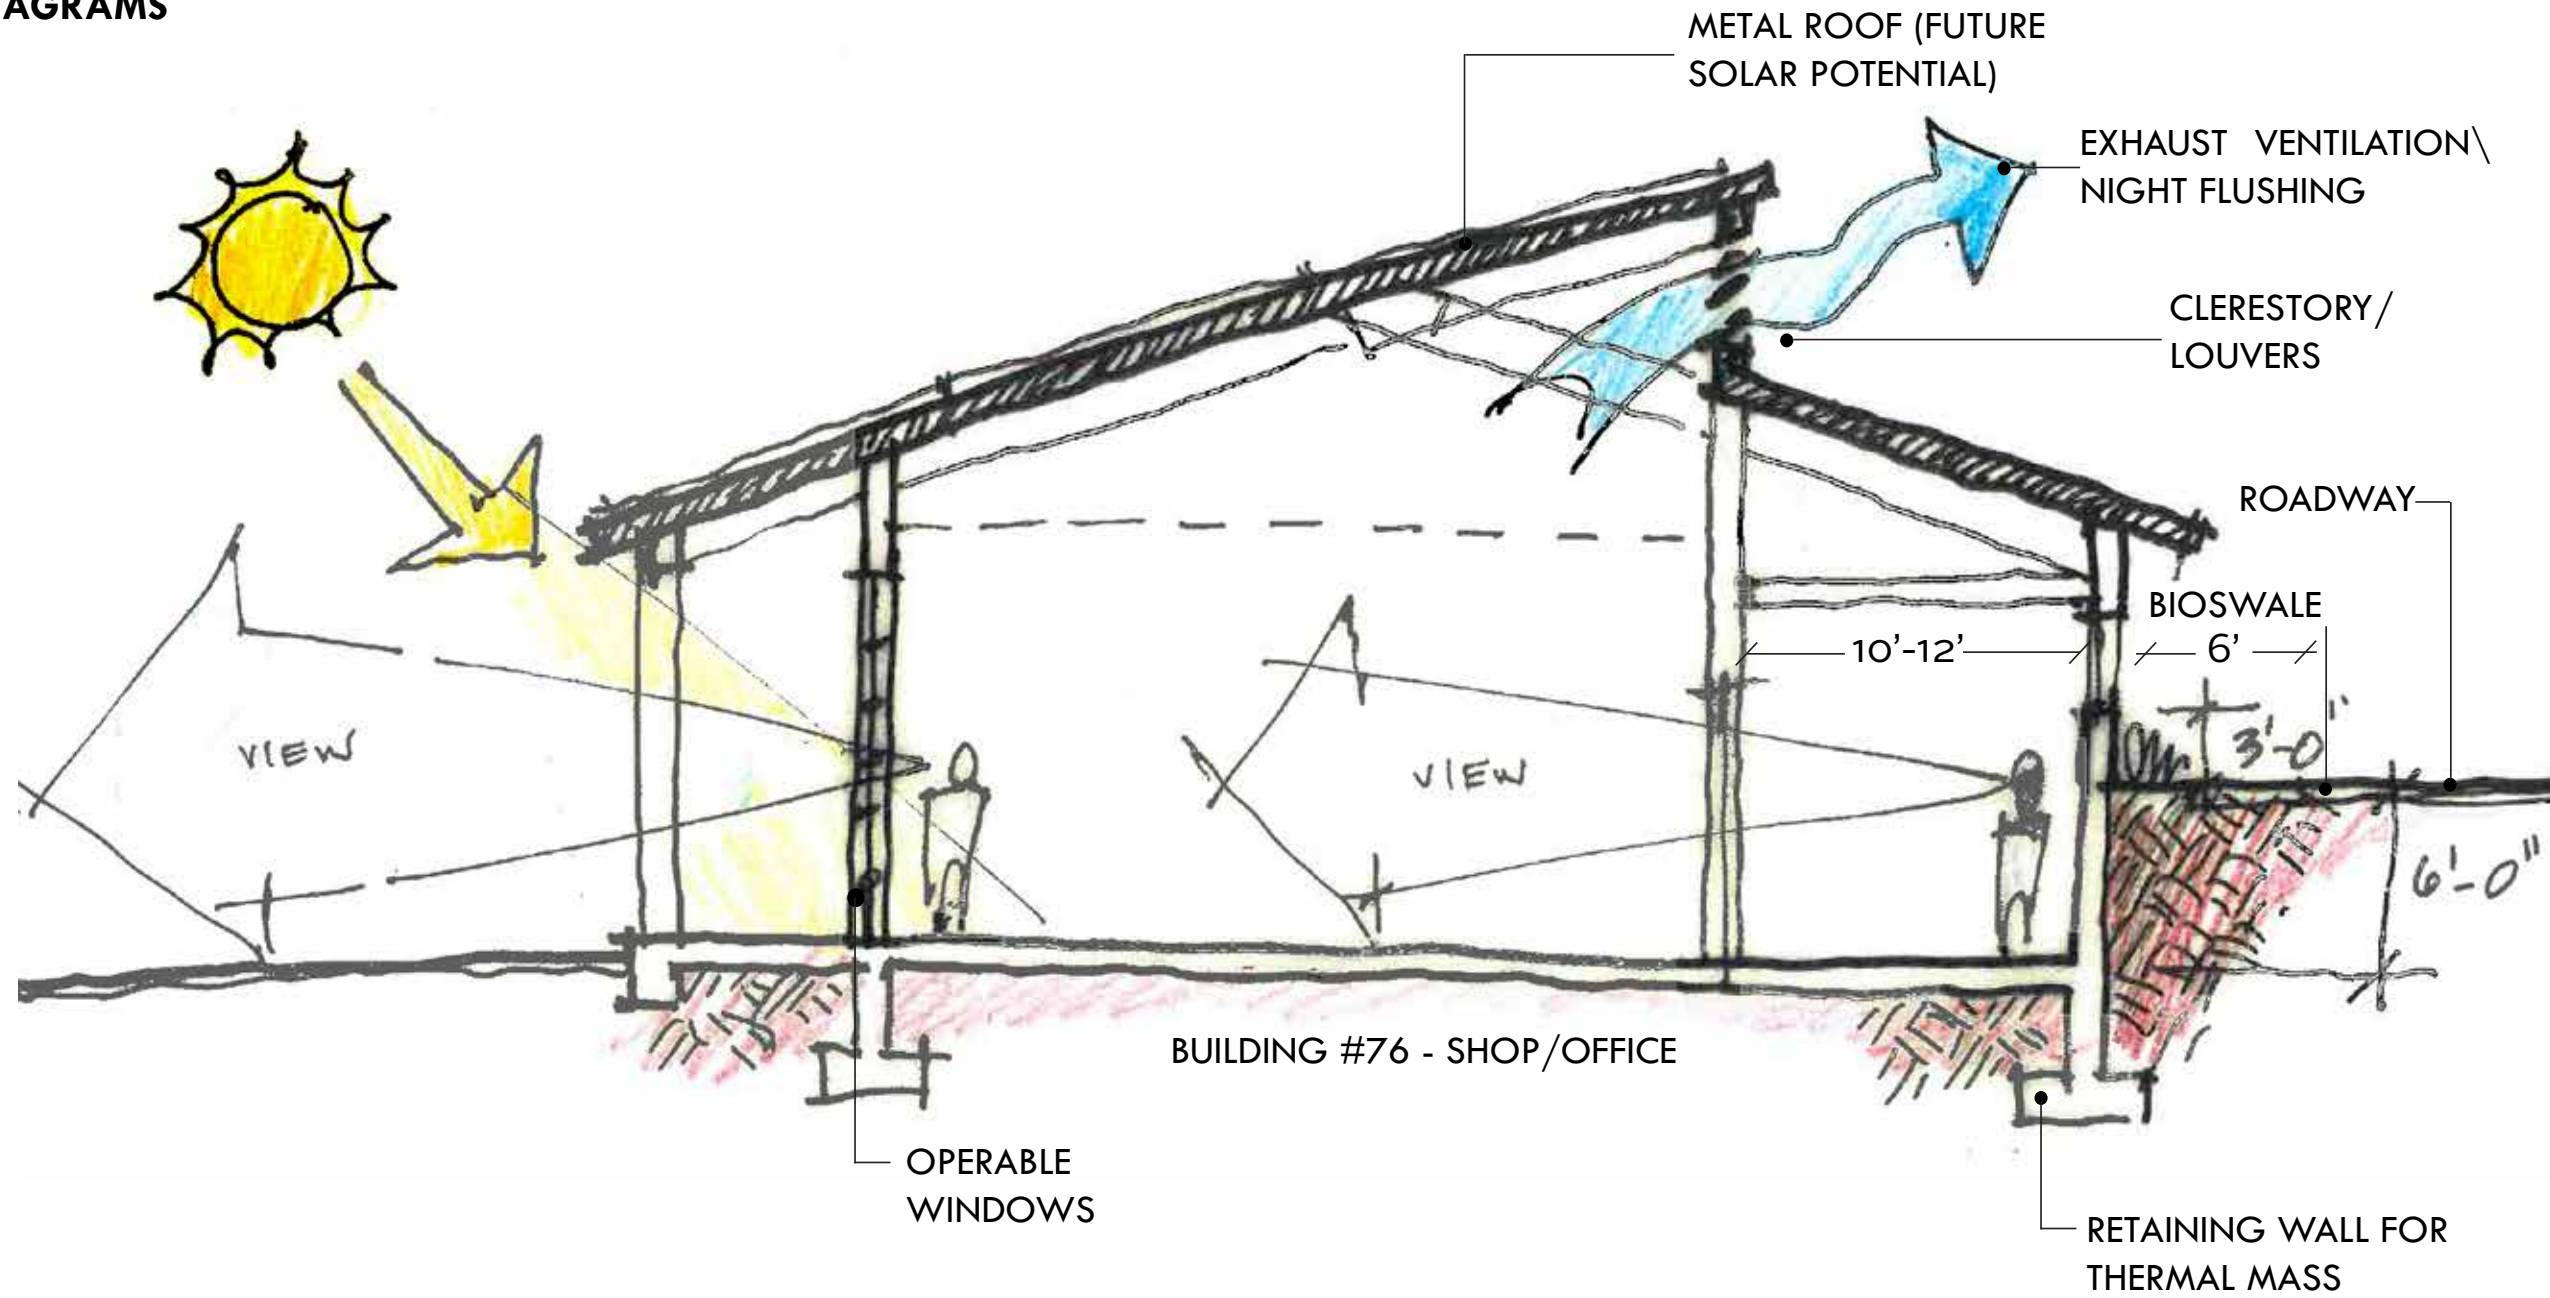 AGRAMS
METAL ROOF (FUTURE
SOLAR POTENTIAL)
EXHAUST VENTILATION\
NIGHT FLUSHING
CLERESTORY/
LOUVERS
ROADWAY
BIOSWALE
10'-12'
6'
3'-0"
VIEW
VIEW
6'-0"
BUILDING #76 - SHOP/OFFICE
OPERABLE
WINDOWS
RETAINING WALL FOR
THERMAL MASS